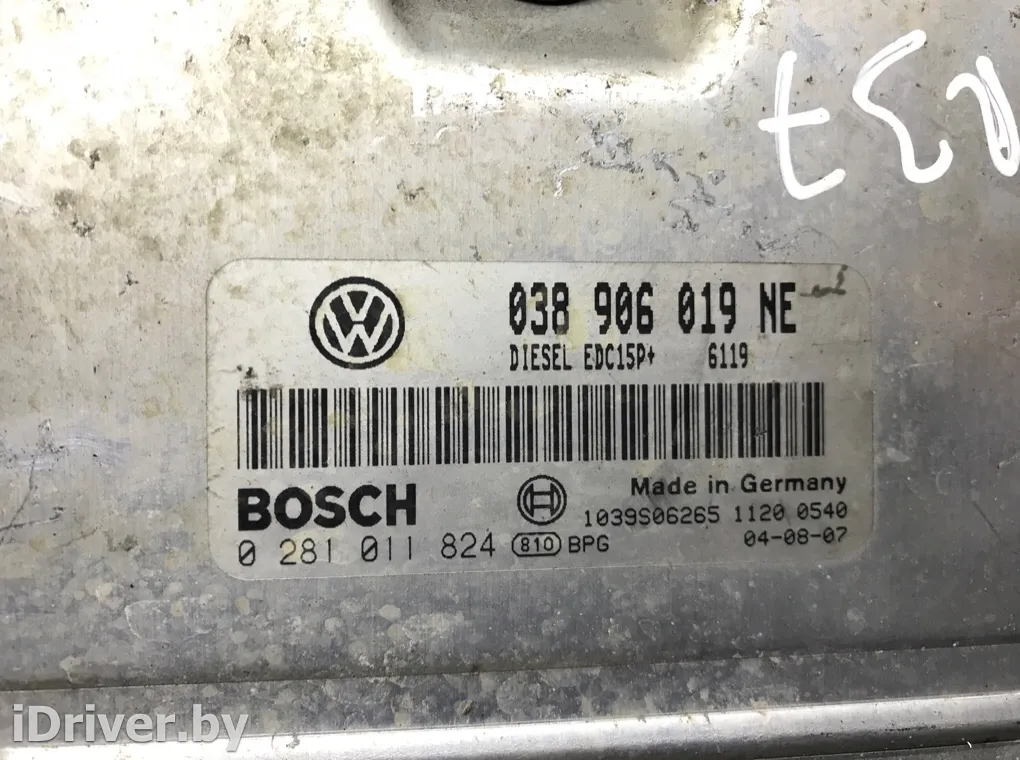 VW
038 906 019 NE
DIESEL EDC15P+ 6119
BOSCH
Made in Germany
1039S06265 1120 0540
0 281 011 824 810 BPG
04-08-07
iDriver.by